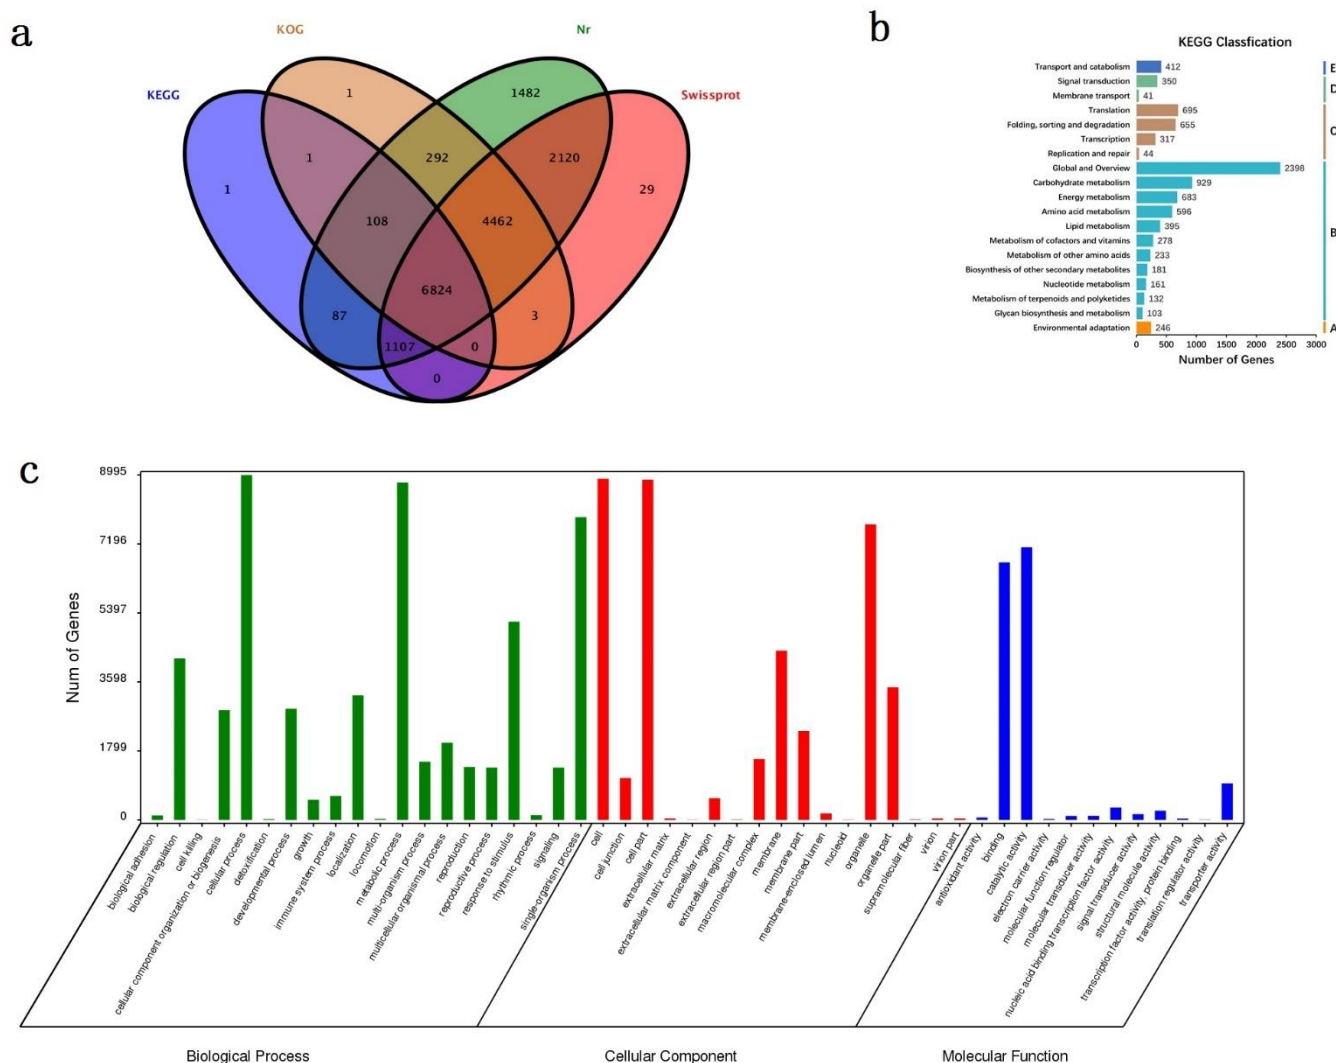 a
KOG
Nr
KEGG
Swissprot
1
1482
1
292
2120
1
29
108
4462
6824
87
3
1107
0
0
b
KEGG Classfication
Transport and catabolism 412
Signal transduction 350
Membrane transport 41
Translation 695
Folding, sorting and degradation 655
Transcription 317
Replication and repair 44
Global and Overview 2398
Carbohydrate metabolism 929
Energy metabolism 683
Amino acid metabolism 596
Lipid metabolism 395
Metabolism of cofactors and vitamins 278
Metabolism of other amino acids 233
Biosynthesis of other secondary metabolites 181
Nucleotide metabolism 161
Metabolism of terpenoids and polyketides 132
Glycan biosynthesis and metabolism 103
Environmental adaptation 246
E
D
B
A
0 500 1000 1500 2000 2500 3000
Number of Genes
c
Num of Genes
8995
7196
5397
3598
1799
0
biological adhesion
biological regulation
cell killing
cellular component organization or biogenesis
cellular process
detoxification
developmental process
growth
immune system process
localization
locomotion
metabolic process
multi-organism process
multicellular organismal process
reproduction
reproductive process
response to stimulus
rhythmic process
signaling
single-organism process
cell
cell junction
cell part
extracellular matrix
extracellular matrix component
extracellular region
extracellular region part
macromolecular complex
membrane
membrane part
membrane-enclosed lumen
nucleoid
organelle
organelle part
supramolecular fiber
virion
virion part
antioxidant activity
binding
catalytic activity
electron carrier activity
molecular function regulator
molecular transducer activity
nucleic acid binding transcription factor activity
signal transducer activity
structural molecule activity
transcription factor activity, protein binding
translation regulator activity
transporter activity
Biological Process
Cellular Component
Molecular Function